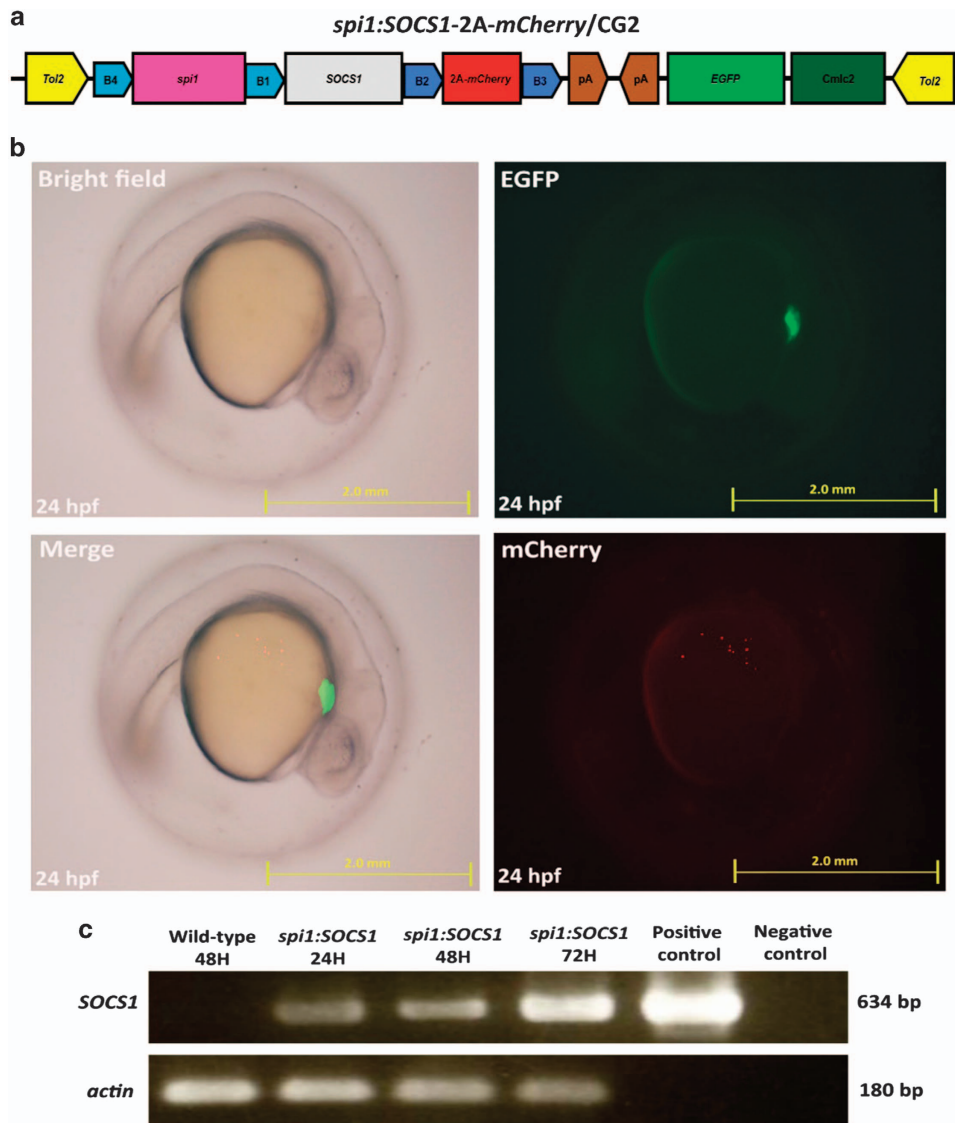 a
spi1:SOCS1-2A-mCherry/CG2
Tol2 B4 spi1 B1 SOCS1 B2 2A-mCherry B3 pA pA EGFP Cmlc2 Tol2
b
Bright field
2.0 mm
24 hpf
EGFP
2.0 mm
24 hpf
Merge
2.0 mm
24 hpf
mCherry
2.0 mm
24 hpf
c
Wild-type 48H
spi1:SOCS1 24H
spi1:SOCS1 48H
spi1:SOCS1 72H
Positive control
Negative control
SOCS1
634 bp
actin
180 bp